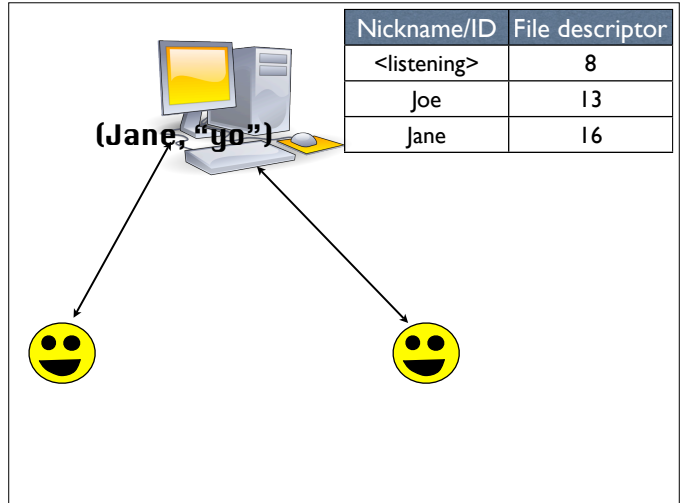 Nickname/ID File descriptor
<listening> 8
Joe 13
Jane 16
(Jane, “yo”)